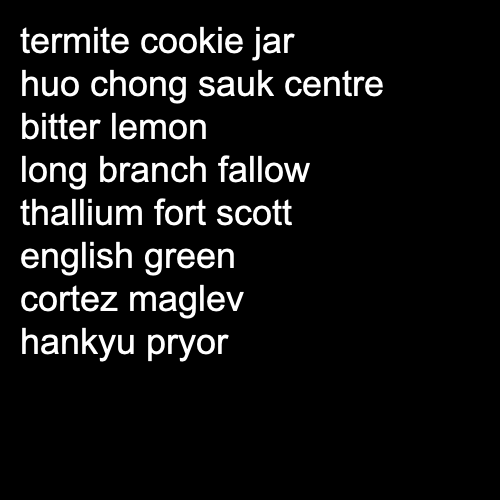 termite cookie jar
huo chong sauk centre
bitter lemon
long branch fallow
thallium fort scott
english green
cortez maglev
hankyu pryor